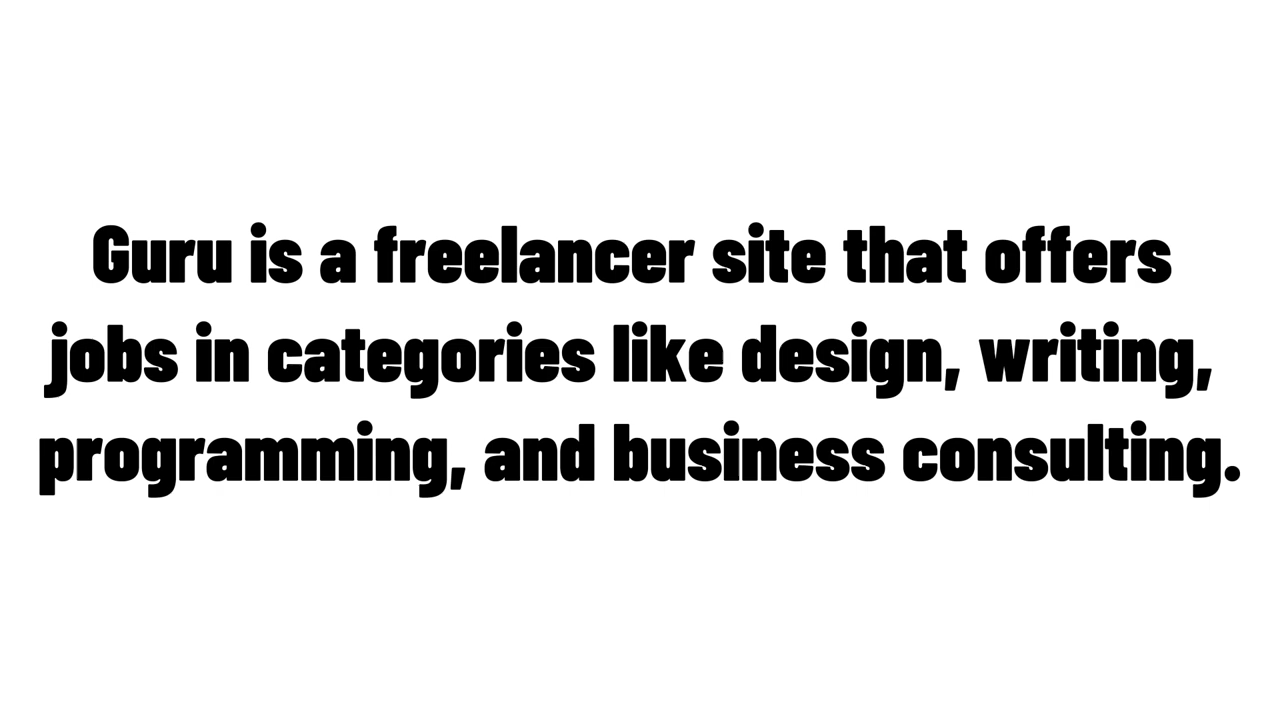 Guru is a freelancer site that offers
jobs in categories like design, writing,
programming, and business consulting.